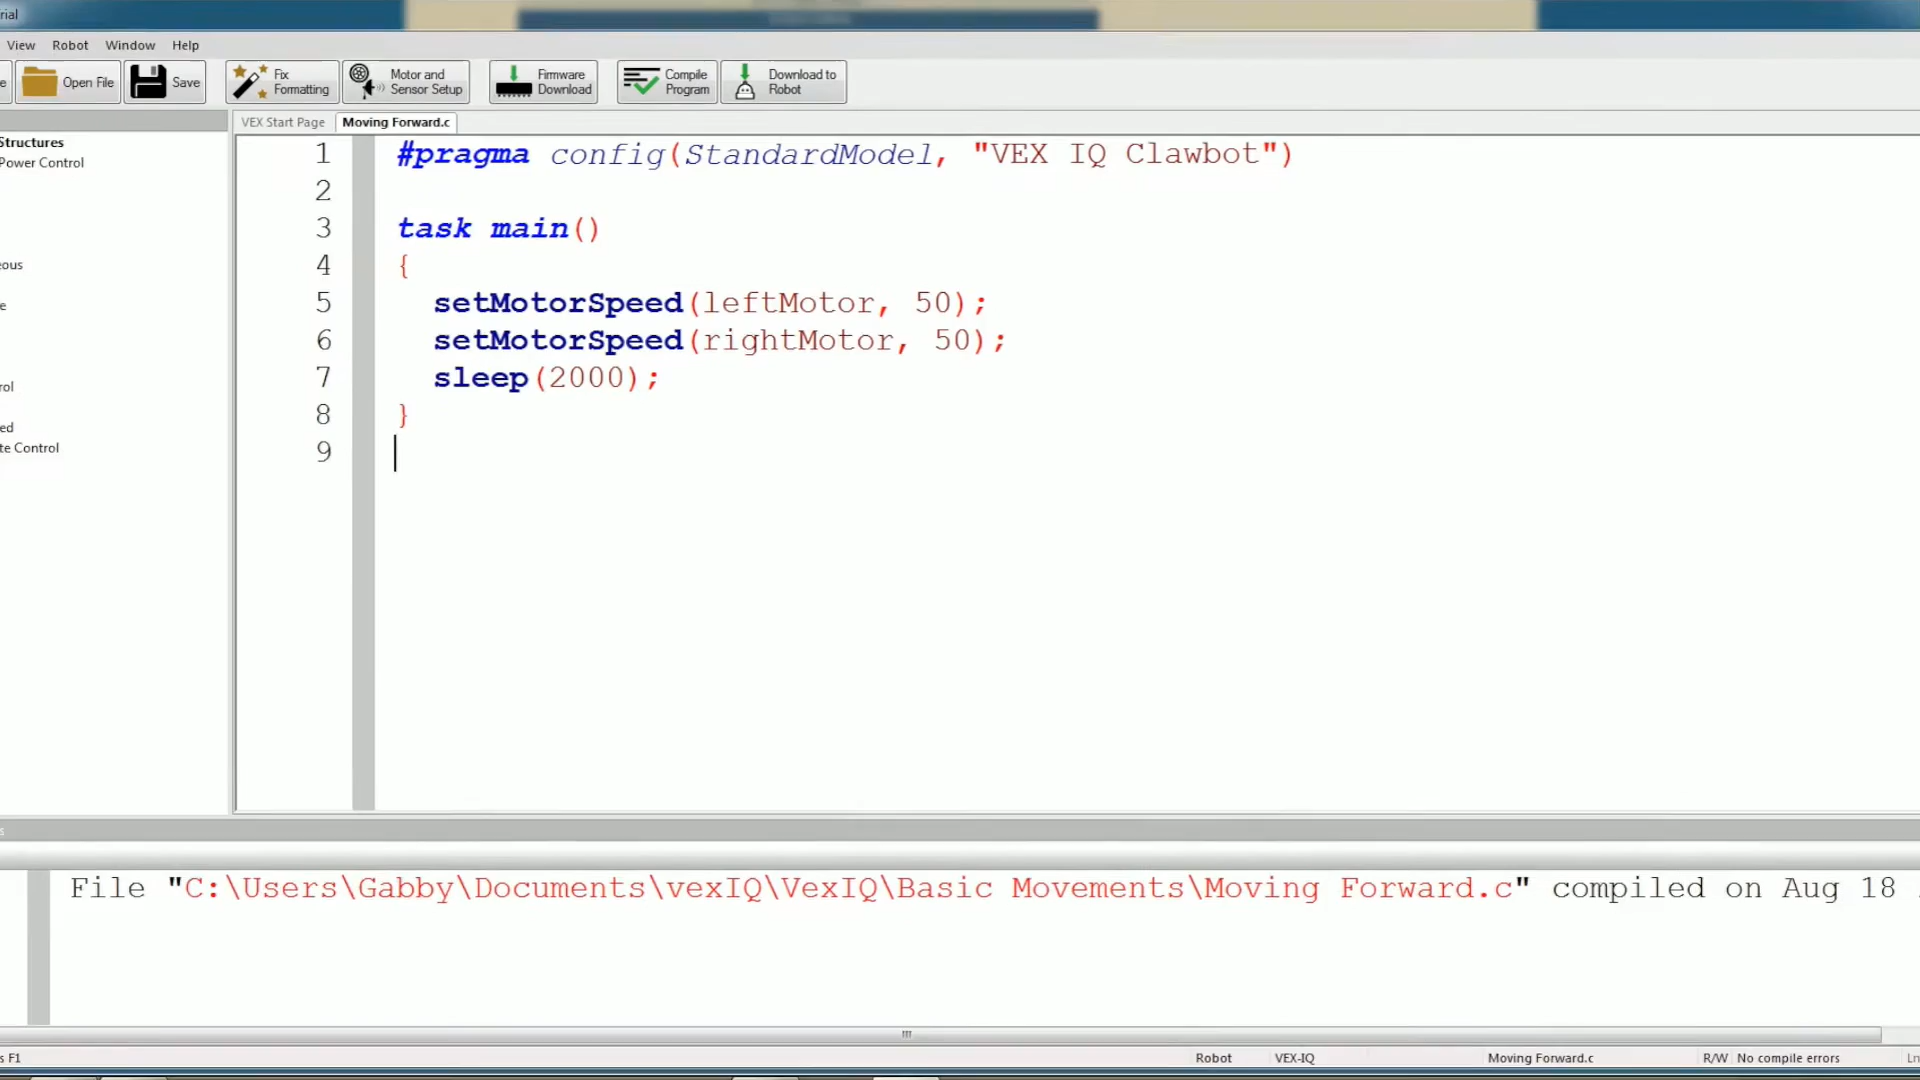 rial
View Robot Window Help
e Open File Save Fix Formatting Motor and Sensor Setup Firmware Download Compile Program Download to Robot
VEX Start Page Moving Forward.c
Structures
Power Control
eous
e
rol
ed
te Control
1 #pragma config(StandardModel, "VEX IQ Clawbot")
2
3 task main()
4 {
5 setMotorSpeed(leftMotor, 50);
6 setMotorSpeed(rightMotor, 50);
7 sleep(2000);
8 }
9
s
File "C:\Users\Gabby\Documents\vexIQ\VexIQ\Basic Movements\Moving Forward.c" compiled on Aug 18
s F1 Robot VEX-IQ Moving Forward.c R/W No compile errors Ln